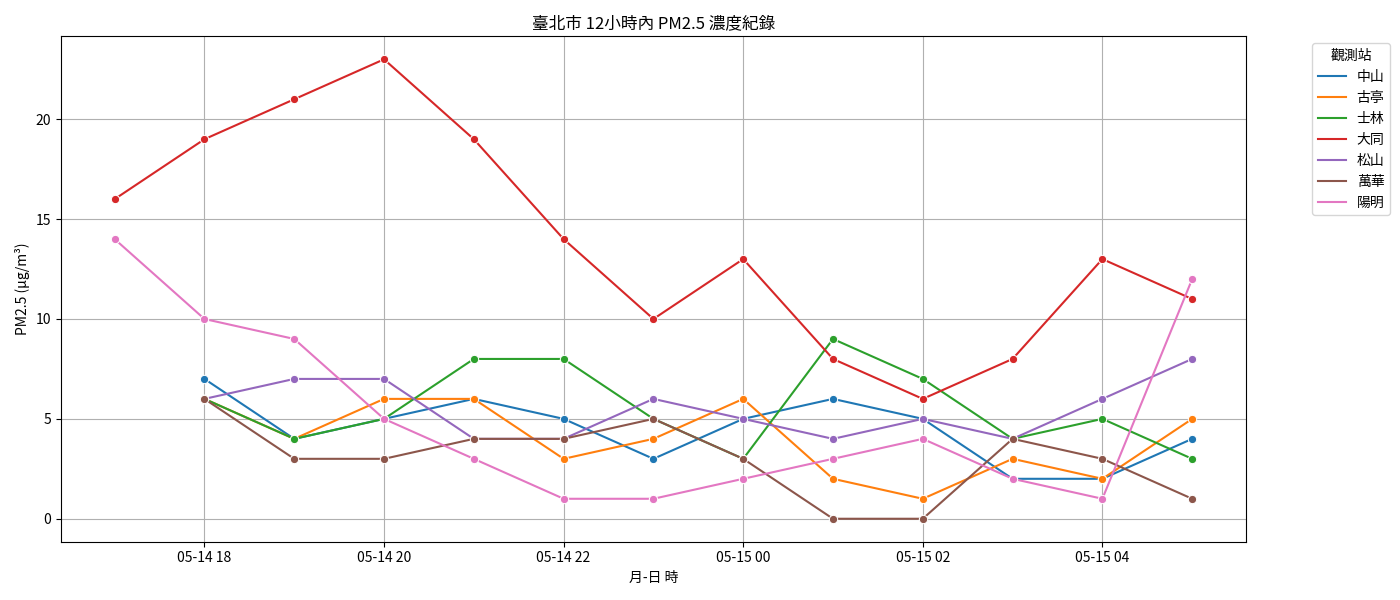 臺北市 12小時內 PM2.5 濃度紀錄
觀測站
中山
古亭
士林
大同
松山
萬華
陽明
PM2.5 (μg/m³)
20
15
10
5
0
05-14 18
05-14 20
05-14 22
05-15 00
05-15 02
05-15 04
月-日 時